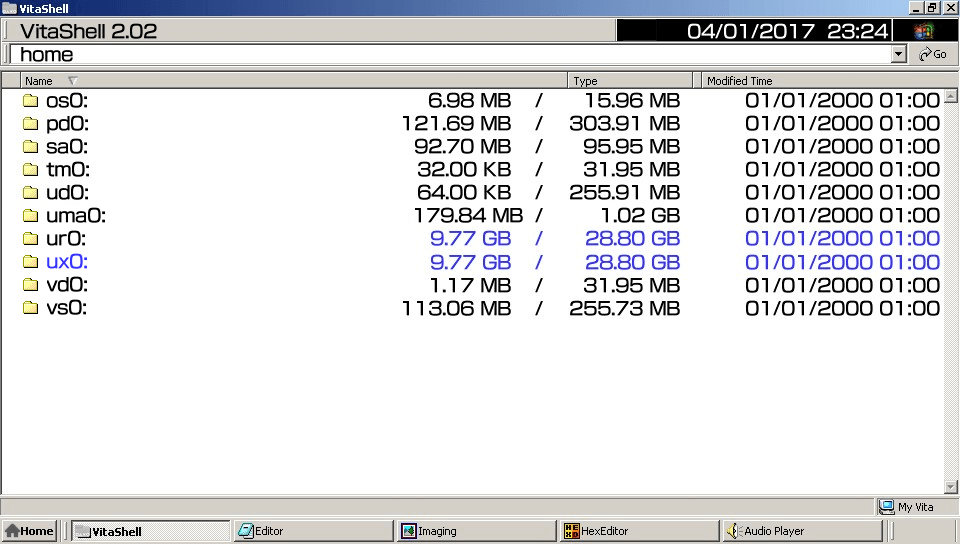 VitaShell
VitaShell 2.02 04/01/2017 23:24
home Go
Name Type Modified Time
os0: 6.98 MB / 15.96 MB 01/01/2000 01:00
pd0: 121.69 MB / 303.91 MB 01/01/2000 01:00
sa0: 92.70 MB / 95.95 MB 01/01/2000 01:00
tm0: 32.00 KB / 31.95 MB 01/01/2000 01:00
ud0: 64.00 KB / 255.91 MB 01/01/2000 01:00
uma0: 179.84 MB / 1.02 GB 01/01/2000 01:00
ur0: 9.77 GB / 28.80 GB 01/01/2000 01:00
ux0: 9.77 GB / 28.80 GB 01/01/2000 01:00
vd0: 1.17 MB / 31.95 MB 01/01/2000 01:00
vs0: 113.06 MB / 255.73 MB 01/01/2000 01:00
My Vita
Home VitaShell Editor Imaging HEXD HexEditor Audio Player